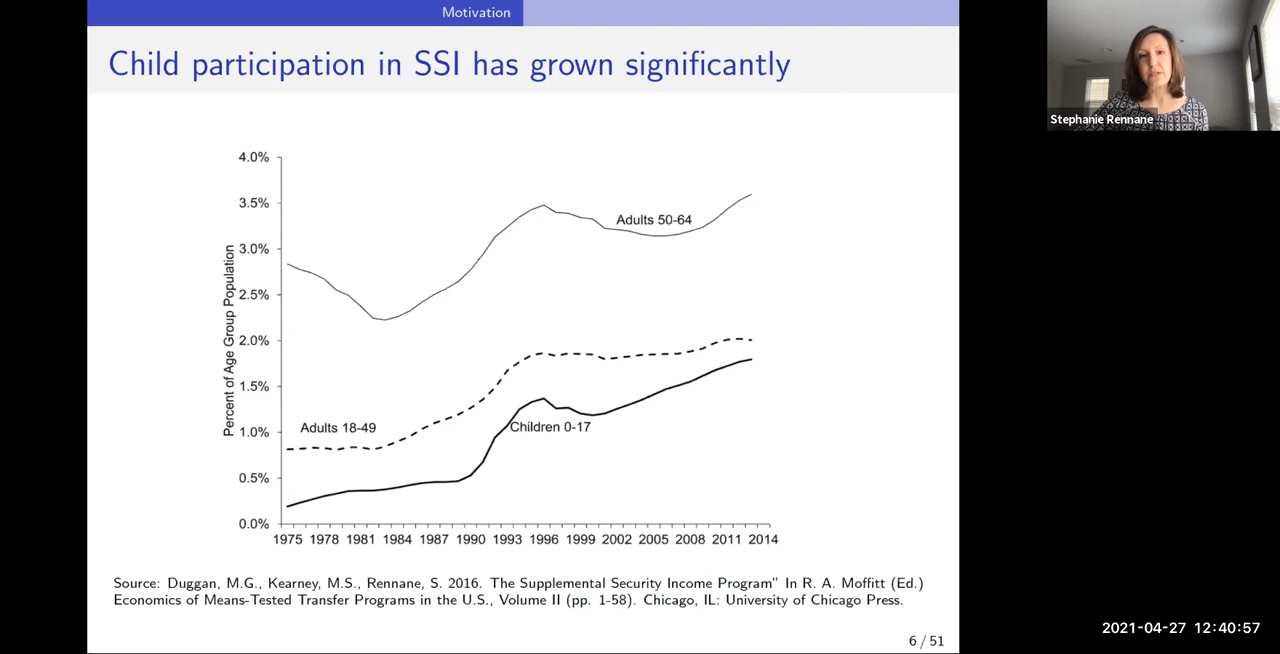 Motivation
Child participation in SSI has grown significantly
Stephanie Rennane
4.0%
3.5%
3.0%
2.5%
2.0%
1.5%
1.0%
0.5%
0.0%
Percent of Age Group Population
Adults 50-64
Adults 18-49
Children 0-17
1975 1978 1981 1984 1987 1990 1993 1996 1999 2002 2005 2008 2011 2014
Source: Duggan, M.G., Kearney, M.S., Rennane, S. 2016. The Supplemental Security Income Program” In R. A. Moffitt (Ed.)
Economics of Means-Tested Transfer Programs in the U.S., Volume II (pp. 1-58). Chicago, IL: University of Chicago Press.
6 / 51
2021-04-27 12:40:57